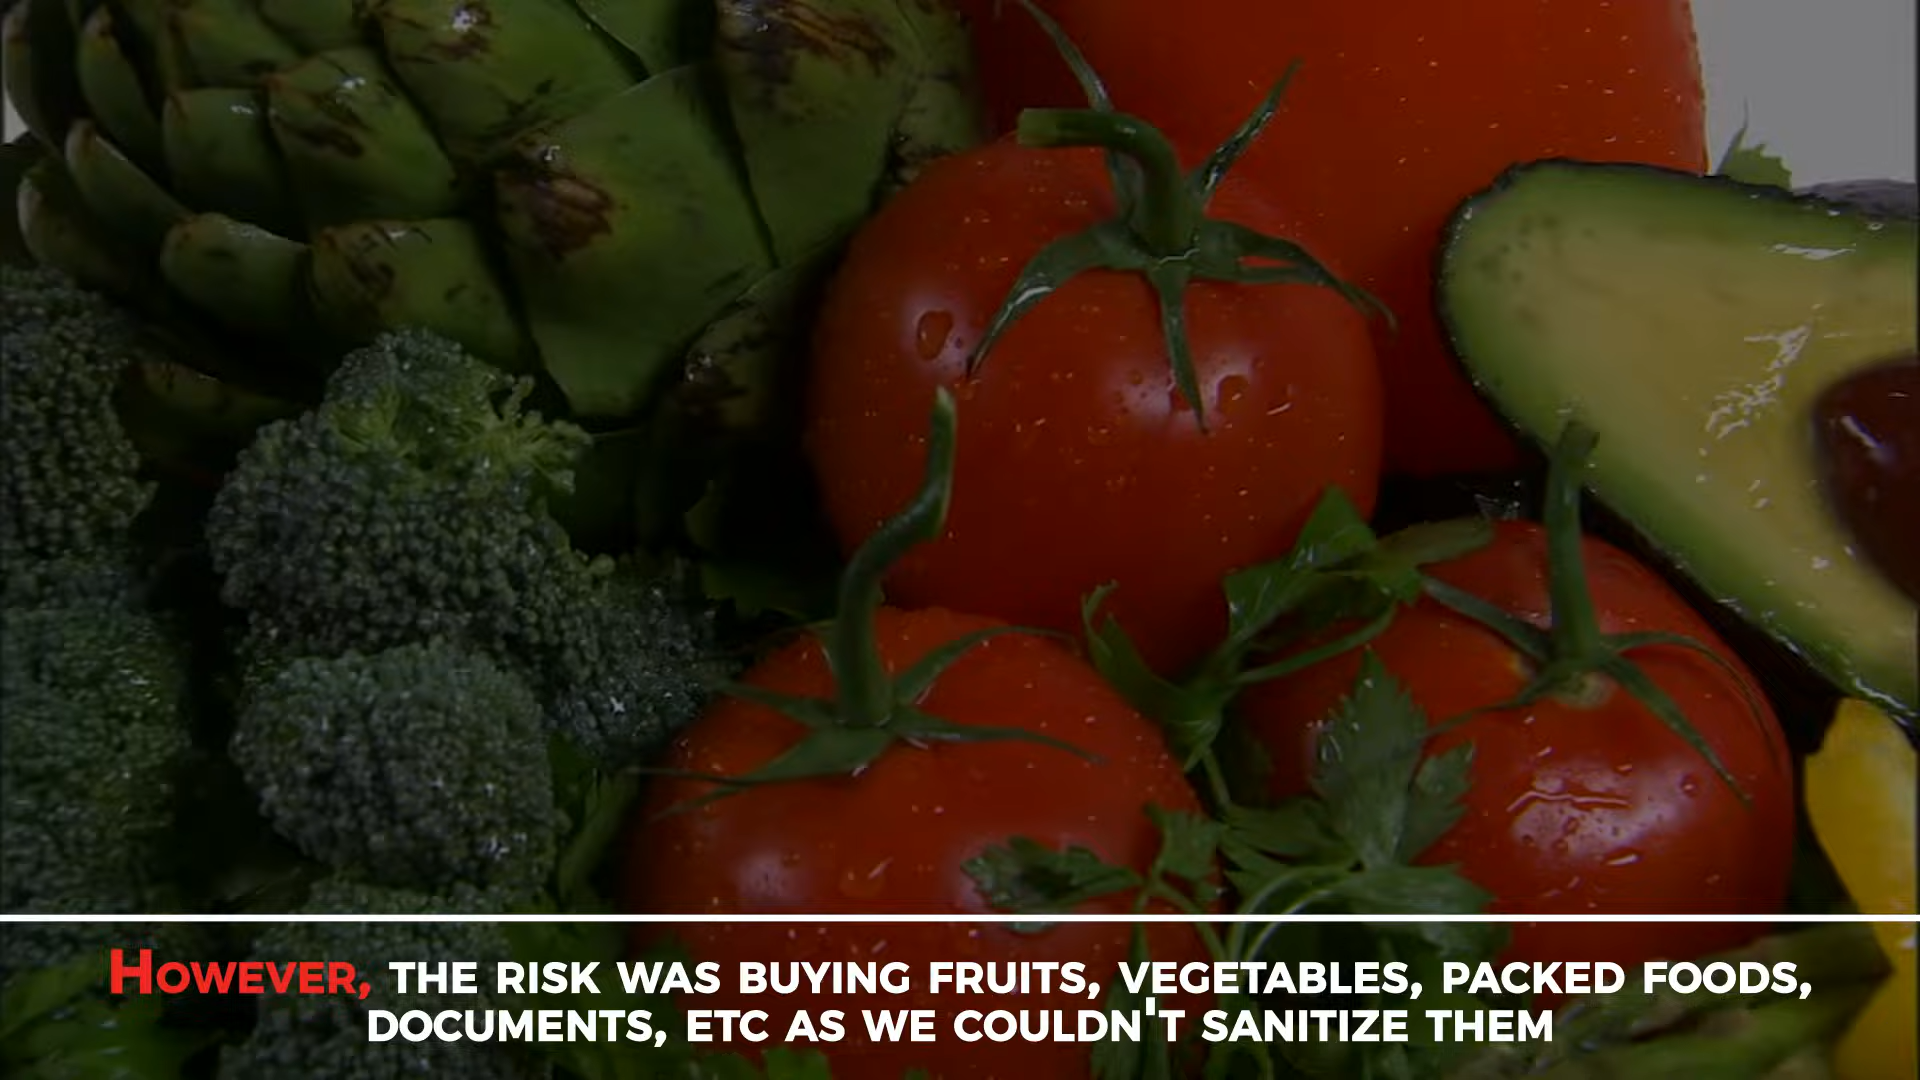 However, the risk was buying fruits, vegetables, packed foods,
documents, etc as we couldn't sanitize them